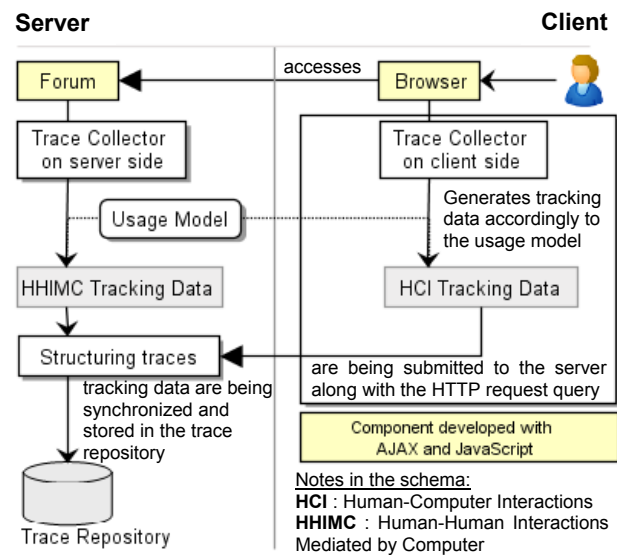 Server
Client
Forum
accesses
Browser
Trace Collector
on server side
Trace Collector
on client side
Usage Model
Generates tracking
data accordingly to
the usage model
HHIMC Tracking Data
HCI Tracking Data
Structuring traces
are being submitted to the server
along with the HTTP request query
tracking data are being
synchronized and
stored in the trace
repository
Component developed with
AJAX and JavaScript
Trace Repository
Notes in the schema:
HCI : Human-Computer Interactions
HHIMC : Human-Human Interactions
Mediated by Computer